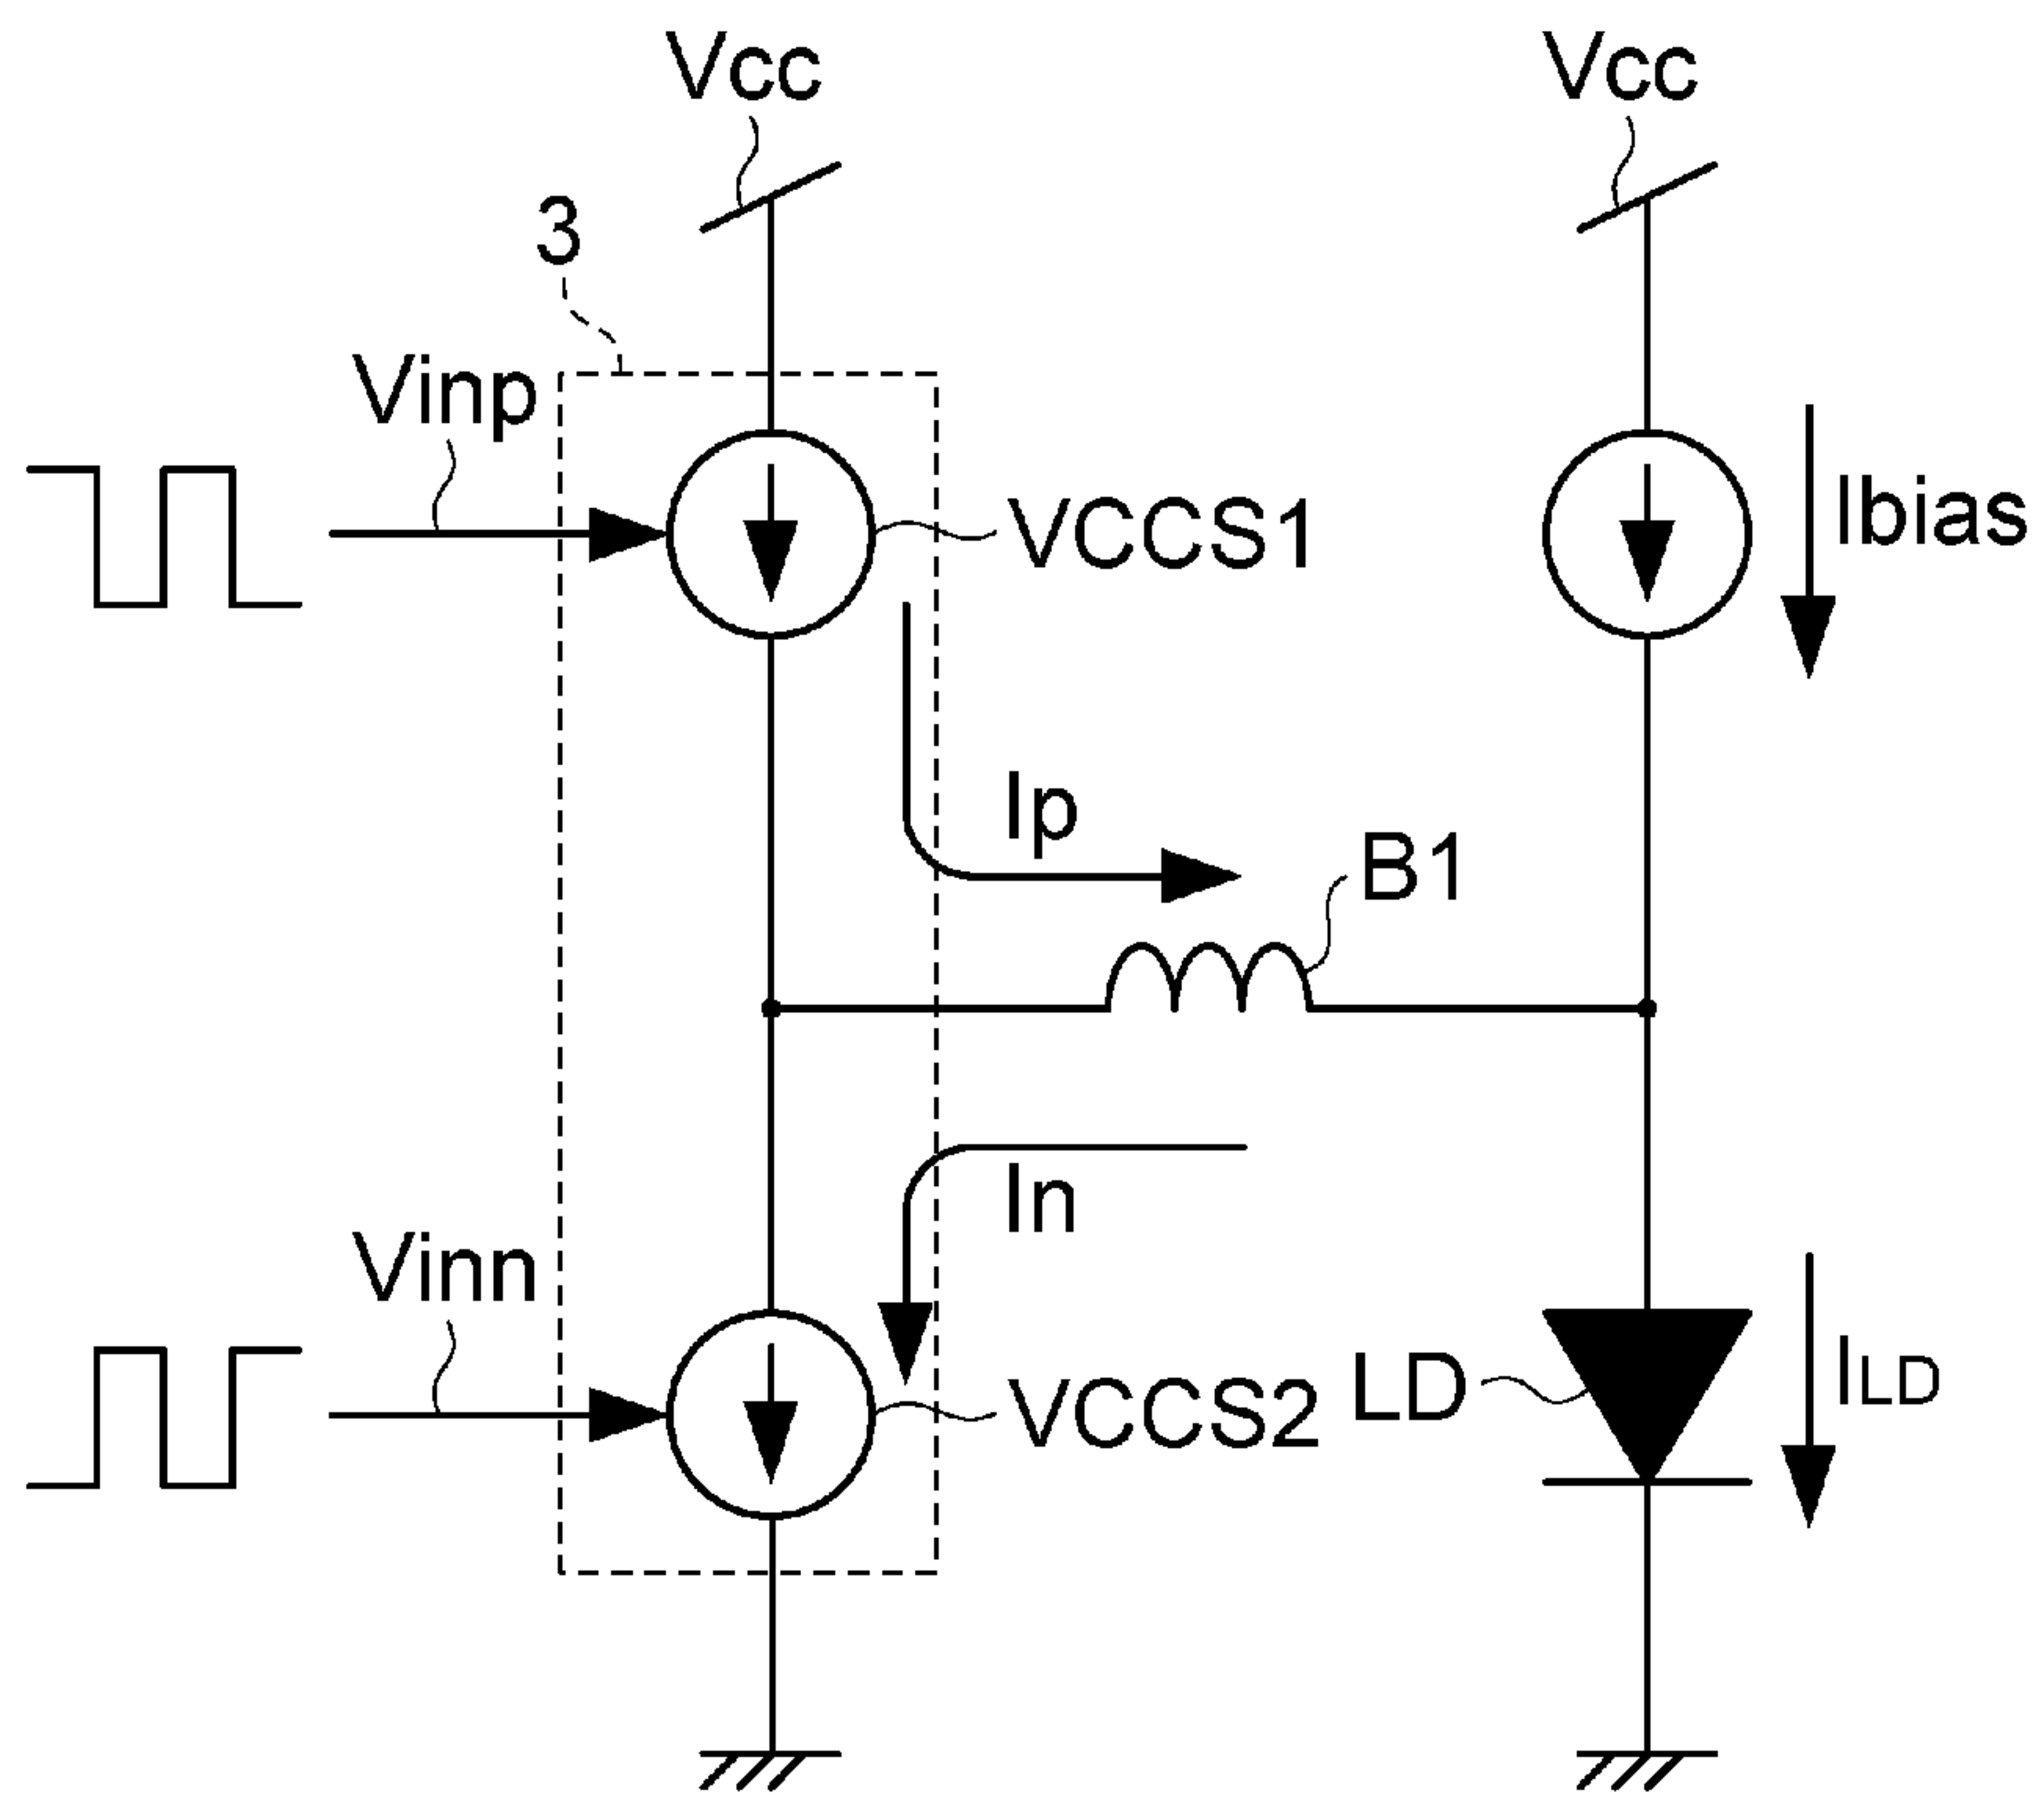 Vcc Vcc
3
Vinp
VCCS1 Ibias
Ip
B1
In
Vinn
VCCS2 LD ILD